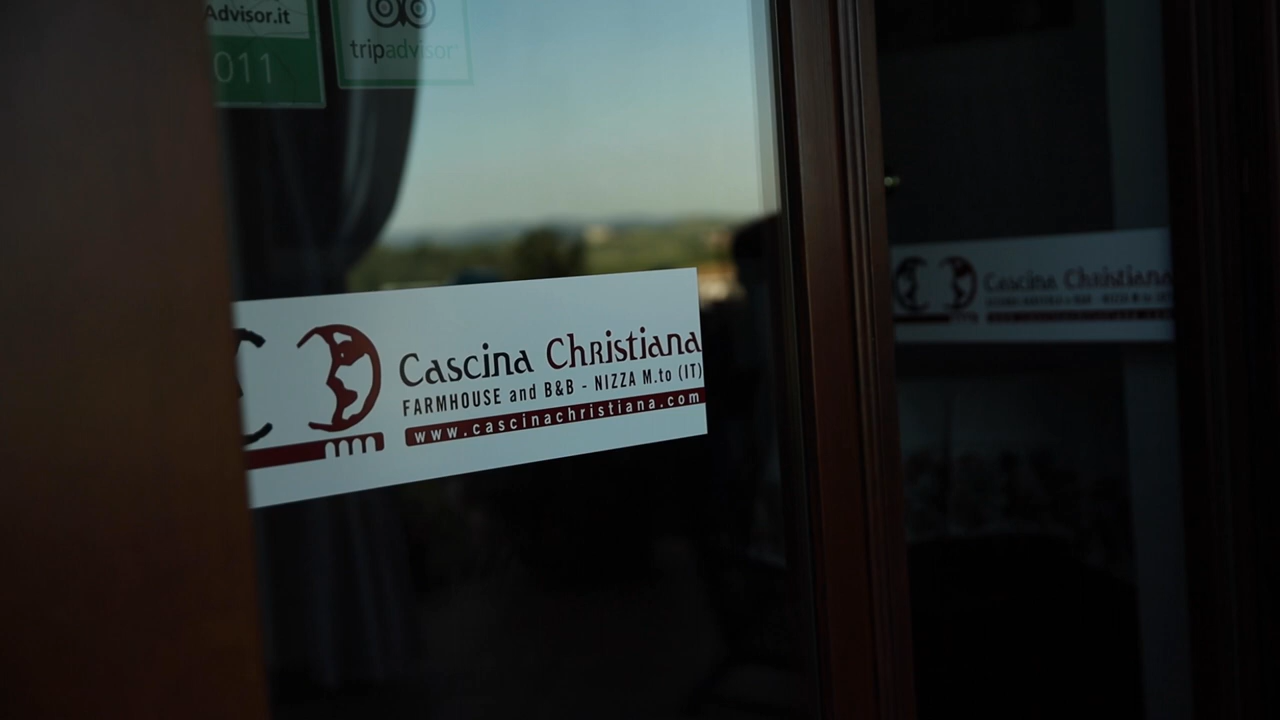 Advisor.it
011
tripadvisor
Cascina Christiana
FARMHOUSE and B&B - NIZZA M.to (IT)
www.cascinachristiana.com
Cascina Christiana